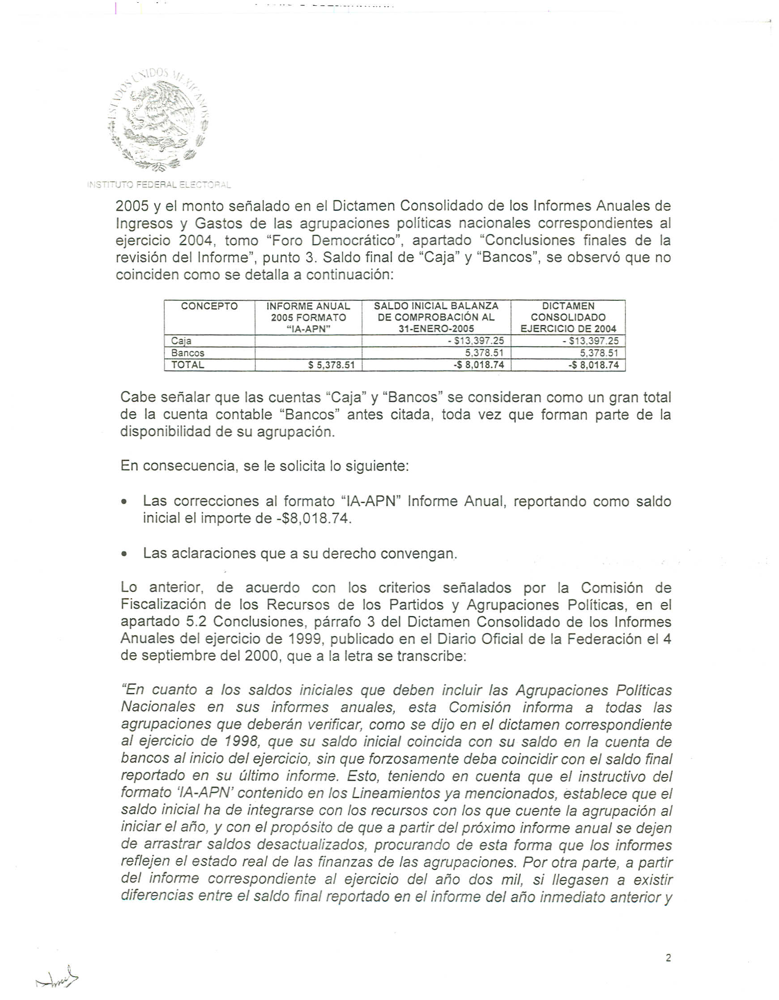 ESTADOS UNIDOS MEXICANOS
INSTITUTO FEDERAL ELECTORAL
2005 y el monto señalado en el Dictamen Consolidado de los Informes Anuales de
Ingresos y Gastos de las agrupaciones políticas nacionales correspondientes al
ejercicio 2004, tomo “Foro Democrático”, apartado “Conclusiones finales de la
revisión del Informe”, punto 3. Saldo final de “Caja” y “Bancos”, se observó que no
coinciden como se detalla a continuación:
CONCEPTO INFORME ANUAL 2005 FORMATO “IA-APN” SALDO INICIAL BALANZA DE COMPROBACIÓN AL 31-ENERO-2005 DICTAMEN CONSOLIDADO EJERCICIO DE 2004
Caja - $13,397.25 - $13,397.25
Bancos 5,378.51 5,378.51
TOTAL $ 5,378.51 -$ 8,018.74 -$ 8,018.74
Cabe señalar que las cuentas “Caja” y “Bancos” se consideran como un gran total
de la cuenta contable “Bancos” antes citada, toda vez que forman parte de la
disponibilidad de su agrupación.
En consecuencia, se le solicita lo siguiente:
• Las correcciones al formato “IA-APN” Informe Anual, reportando como saldo
inicial el importe de -$8,018.74.
• Las aclaraciones que a su derecho convengan.
Lo anterior, de acuerdo con los criterios señalados por la Comisión de
Fiscalización de los Recursos de los Partidos y Agrupaciones Políticas, en el
apartado 5.2 Conclusiones, párrafo 3 del Dictamen Consolidado de los Informes
Anuales del ejercicio de 1999, publicado en el Diario Oficial de la Federación el 4
de septiembre del 2000, que a la letra se transcribe:
“En cuanto a los saldos iniciales que deben incluir las Agrupaciones Políticas
Nacionales en sus informes anuales, esta Comisión informa a todas las
agrupaciones que deberán verificar, como se dijo en el dictamen correspondiente
al ejercicio de 1998, que su saldo inicial coincida con su saldo en la cuenta de
bancos al inicio del ejercicio, sin que forzosamente deba coincidir con el saldo final
reportado en su último informe. Esto, teniendo en cuenta que el instructivo del
formato ‘IA-APN’ contenido en los Lineamientos ya mencionados, establece que el
saldo inicial ha de integrarse con los recursos con los que cuente la agrupación al
iniciar el año, y con el propósito de que a partir del próximo informe anual se dejen
de arrastrar saldos desactualizados, procurando de esta forma que los informes
reflejen el estado real de las finanzas de las agrupaciones. Por otra parte, a partir
del informe correspondiente al ejercicio del año dos mil, si llegasen a existir
diferencias entre el saldo final reportado en el informe del año inmediato anterior y
2